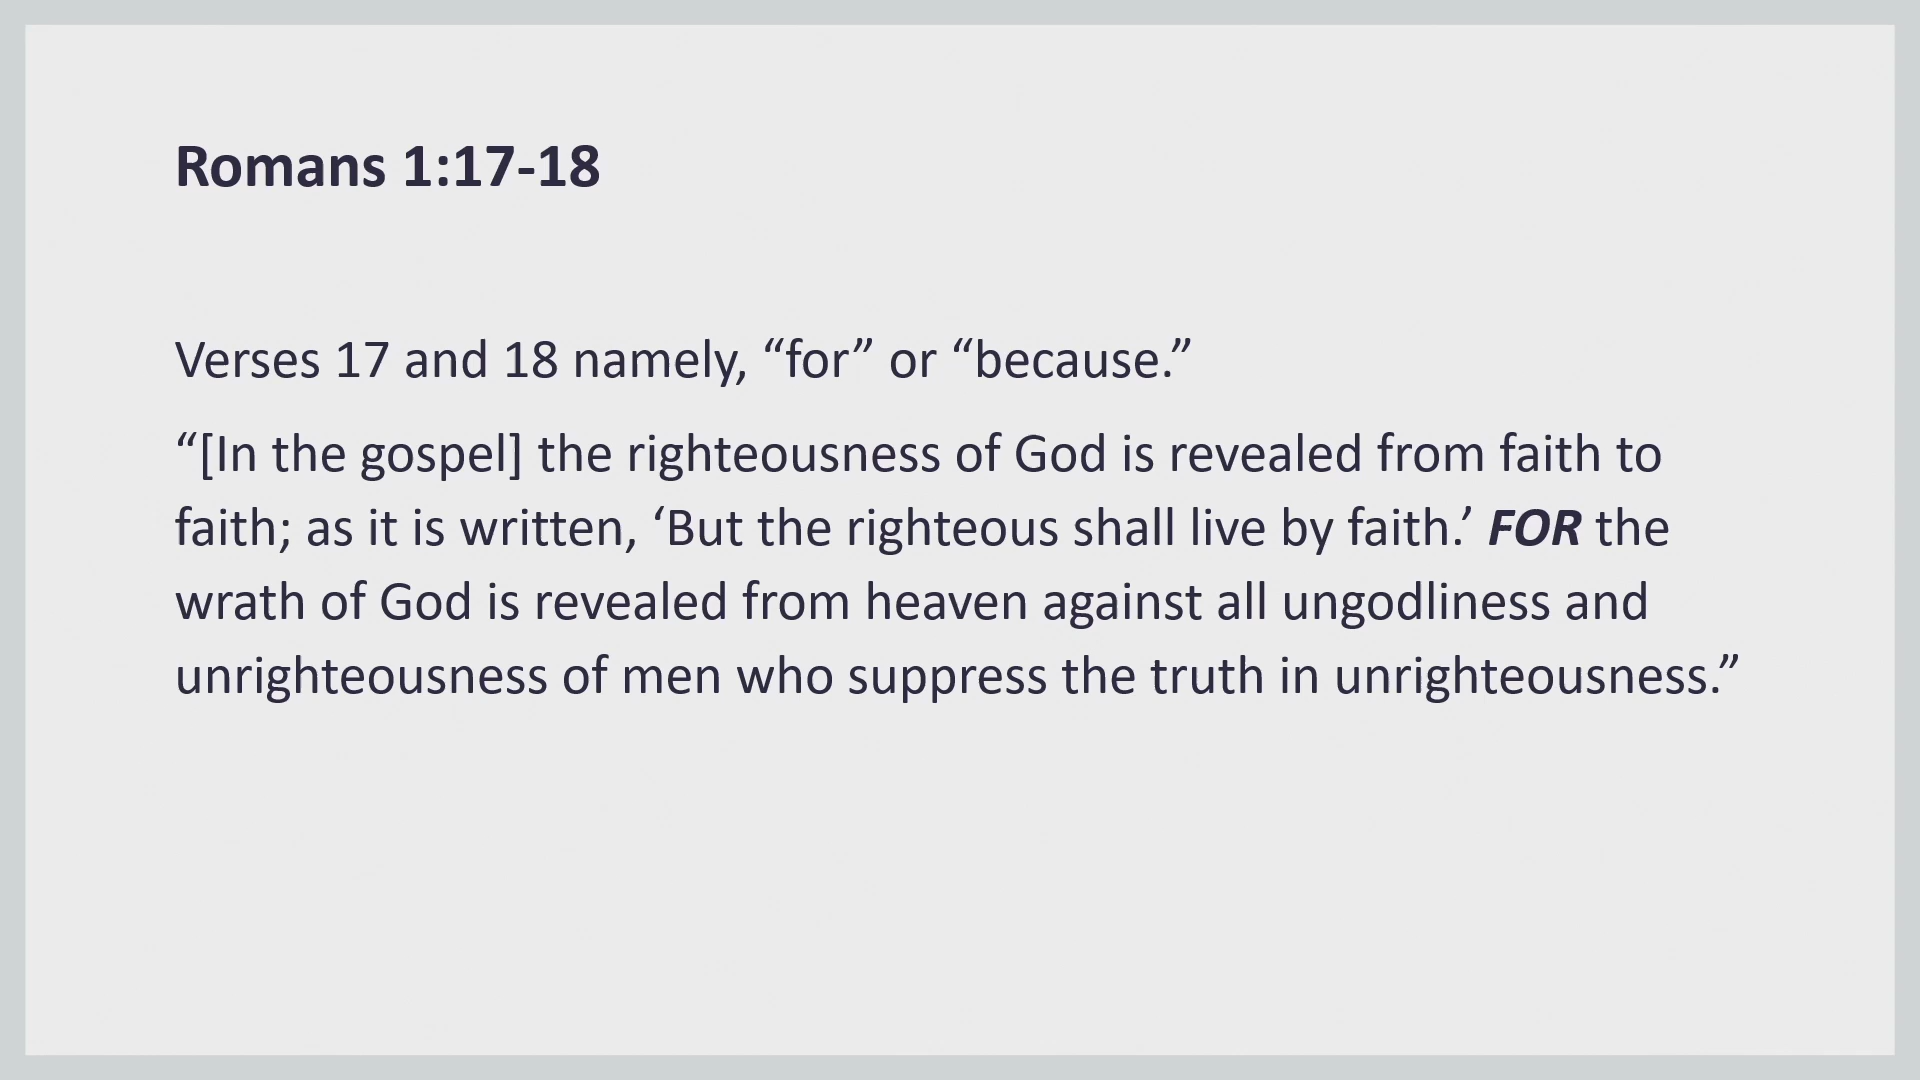 Romans 1:17-18
Verses 17 and 18 namely, “for” or “because.”
“[In the gospel] the righteousness of God is revealed from faith to
faith; as it is written, ‘But the righteous shall live by faith.’ FOR the
wrath of God is revealed from heaven against all ungodliness and
unrighteousness of men who suppress the truth in unrighteousness.”